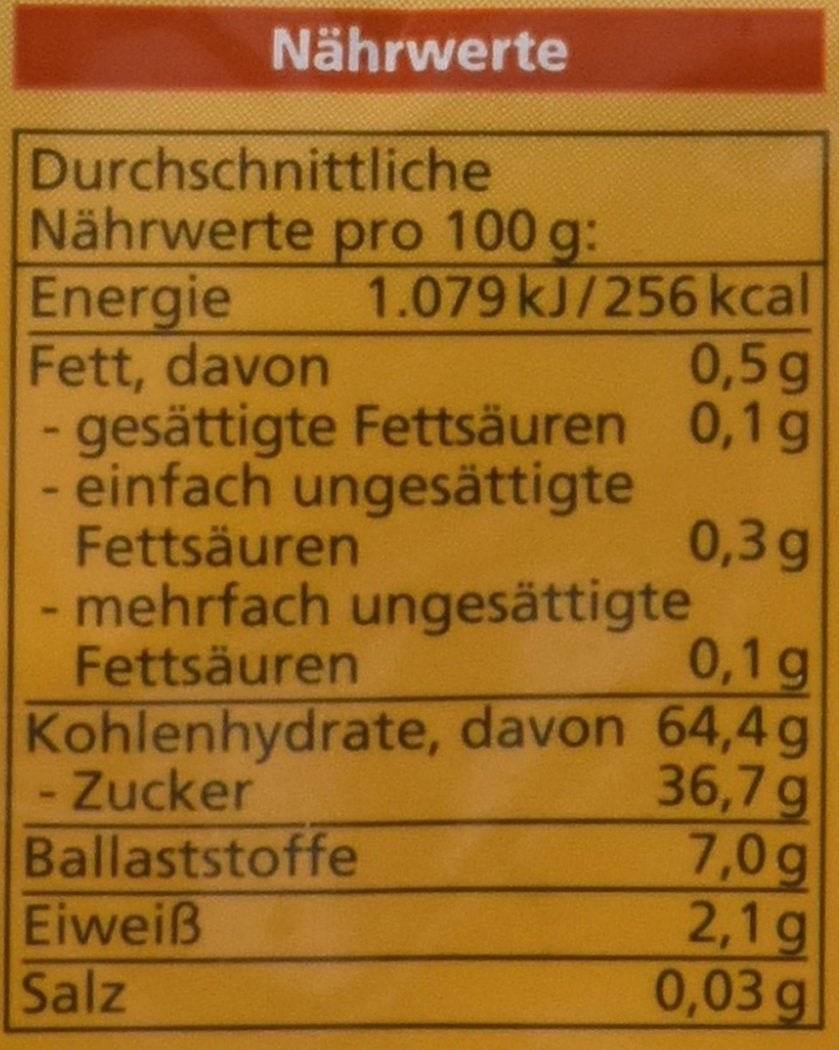 Nährwerte
Durchschnittliche
Nährwerte pro 100 g:
Energie 1.079 kJ/256 kcal
Fett, davon 0,5 g
- gesättigte Fettsäuren 0,1 g
- einfach ungesättigte
Fettsäuren 0,3 g
- mehrfach ungesättigte
Fettsäuren 0,1 g
Kohlenhydrate, davon 64,4 g
- Zucker 36,7 g
Ballaststoffe 7,0 g
Eiweiß 2,1 g
Salz 0,03 g